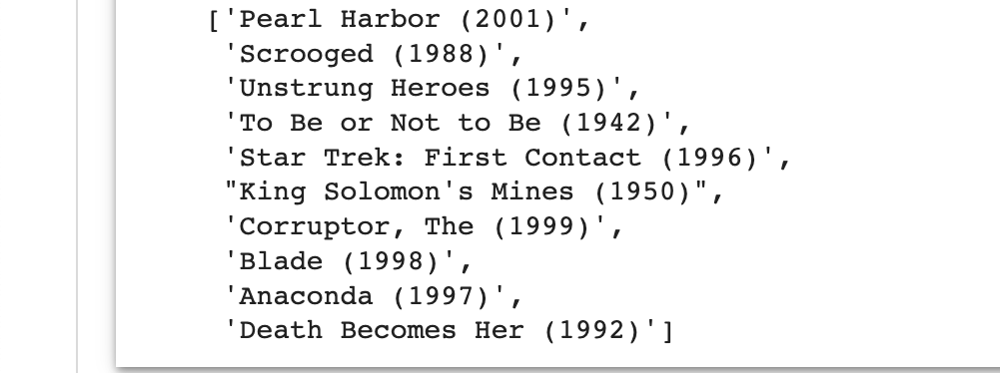 ['Pearl Harbor (2001)',
'Scrooged (1988)',
'Unstrung Heroes (1995)',
'To Be or Not to Be (1942)',
'Star Trek: First Contact (1996)',
"King Solomon's Mines (1950)",
'Corruptor, The (1999)',
'Blade (1998)',
'Anaconda (1997)',
'Death Becomes Her (1992)']